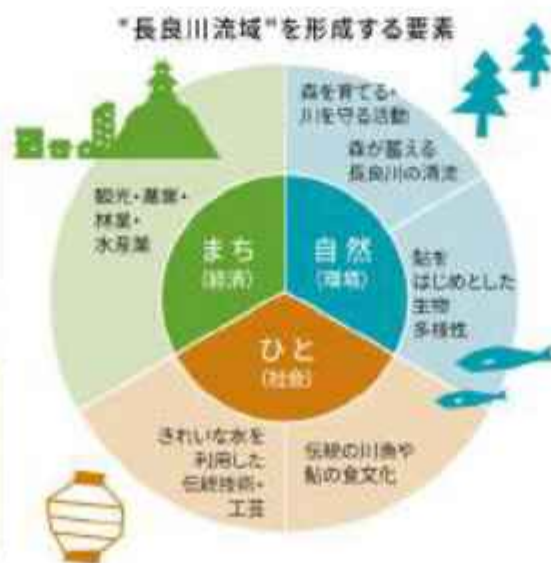 "長良川流域"を形成する要素
森を育てる・
川を守る活動
森が蓄える
長良川の清流
観光・農業・
林業・
水産業
まち
(経済)
自然
(環境)
鮎を
はじめとした
生物
多様性
ひと
(社会)
きれいな水を
利用した
伝統技術・
工芸
伝統の川漁や
鮎の食文化